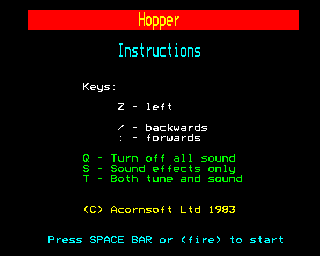 Hopper
Instructions
Keys:
Z - left
/ - backwards
: - forwards
Q - Turn off all sound
S - Sound effects only
T - Both tune and sound
(C) Acornsoft Ltd 1983
Press SPACE BAR or (fire) to start